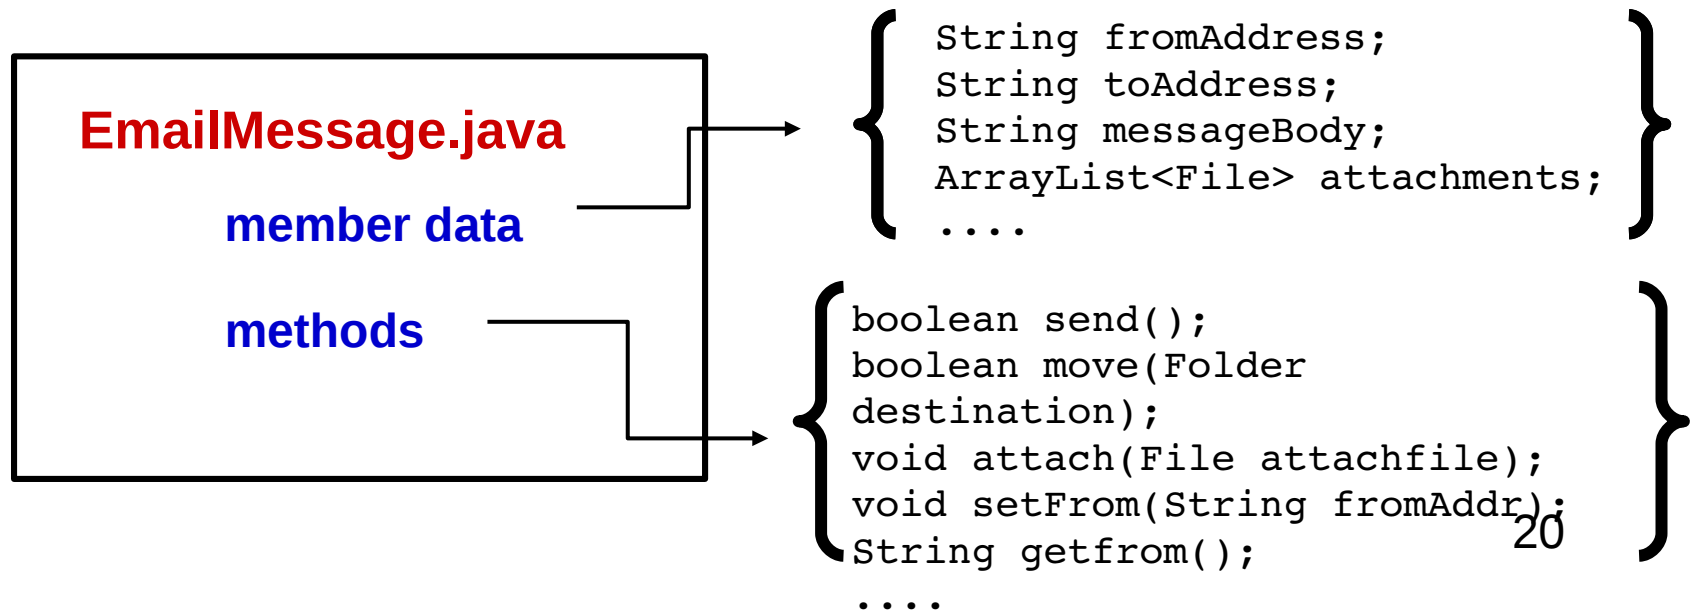 EmailMessage.java
member data
methods
String fromAddress;
String toAddress;
String messageBody;
ArrayList<File> attachments;
....
boolean send();
boolean move(Folder
destination);
void attach(File attachfile);
void setFrom(String fromAddr);
String getfrom();
....
20